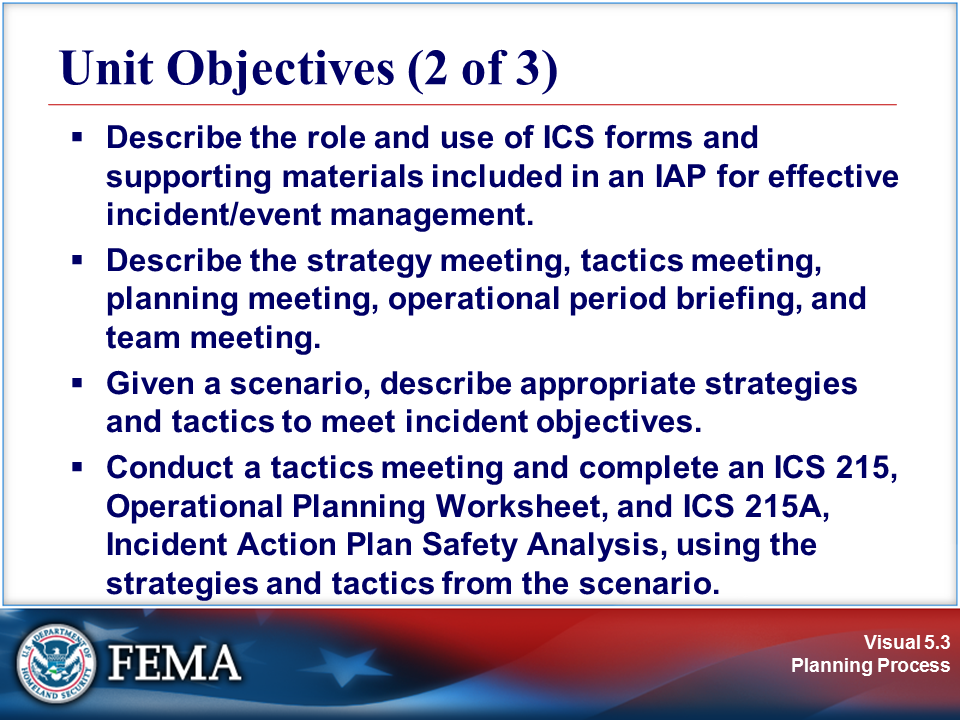 Unit Objectives (2 of 3)
▪ Describe the role and use of ICS forms and
supporting materials included in an IAP for effective
incident/event management.
▪ Describe the strategy meeting, tactics meeting,
planning meeting, operational period briefing, and
team meeting.
▪ Given a scenario, describe appropriate strategies
and tactics to meet incident objectives.
▪ Conduct a tactics meeting and complete an ICS 215,
Operational Planning Worksheet, and ICS 215A,
Incident Action Plan Safety Analysis, using the
strategies and tactics from the scenario.
U.S. DEPARTMENT OF
HOMELAND SECURITY
FEMA
Visual 5.3
Planning Process